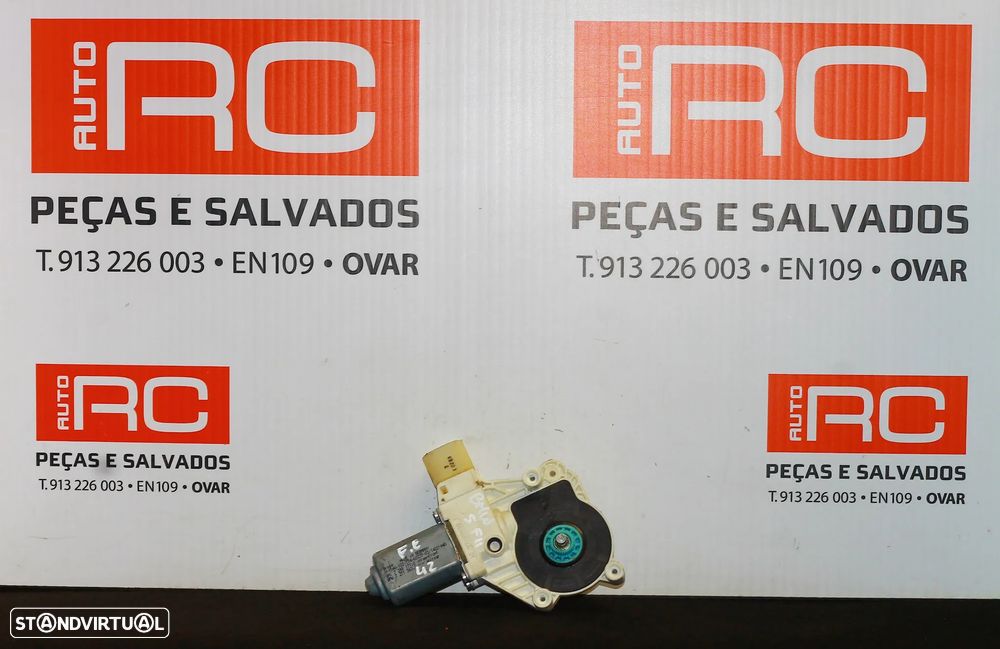 AUTO RC
PEÇAS E SALVADOS
T. 913 226 003 • EN109 • OVAR
AUTO RC
PEÇAS E SALVADOS
T. 913 226 003 • EN109 • OVAR
AUTO RC
PEÇAS E SALVADOS
T. 913 226 003 • EN109 • OVAR
AUTO RC
PEÇAS E SALVADOS
T. 913 226 003 • EN109 • OVAR
F.E
42
STANDVIRTUAL